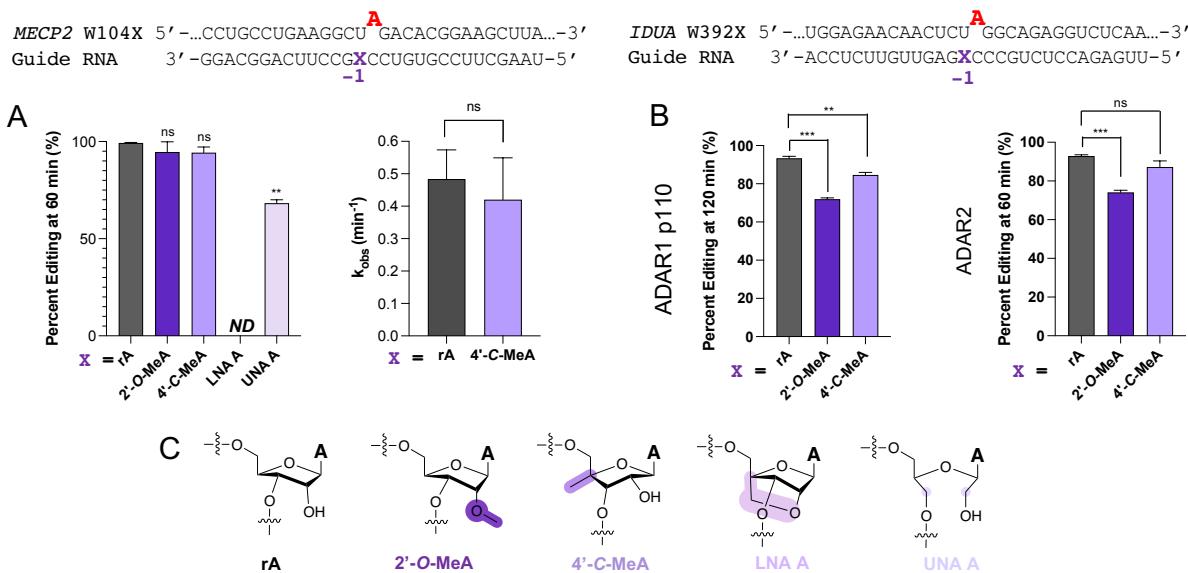 A
MECP2 W104X 5'-…CCUGCCUGAAGGCU GACACGGAAGCUUA…-3'
Guide RNA 3'-GGACGGACUUCCGXCCUGUGCCUUCGAAU-5'
-1
A
IDUA W392X 5'-…UGGAGAACAACUCU GGCAGAGGUCUCAA…-3'
Guide RNA 3'-ACCUCUUGUUGAGXCCCGUCUCCAGAGUU-5'
-1
A
Percent Editing at 60 min (%)
100
50
0
ns
ns
ND
**
X = rA 2'-O-MeA 4'-C-MeA LNA A UNA A
kobs (min-1)
0.6
0.5
0.4
0.3
0.2
0.1
0.0
ns
X = rA 4'-C-MeA
B
ADAR1 p110
Percent Editing at 120 min (%)
100
80
60
40
20
0
**
***
X = rA 2'-O-MeA 4'-C-MeA
ADAR2
Percent Editing at 60 min (%)
100
80
60
40
20
0
ns
***
X = rA 2'-O-MeA 4'-C-MeA
C
O O A O OH
rA
O O A O O
2'-O-MeA
O O A O OH
4'-C-MeA
O O A O O
LNA A
O O A O OH
UNA A